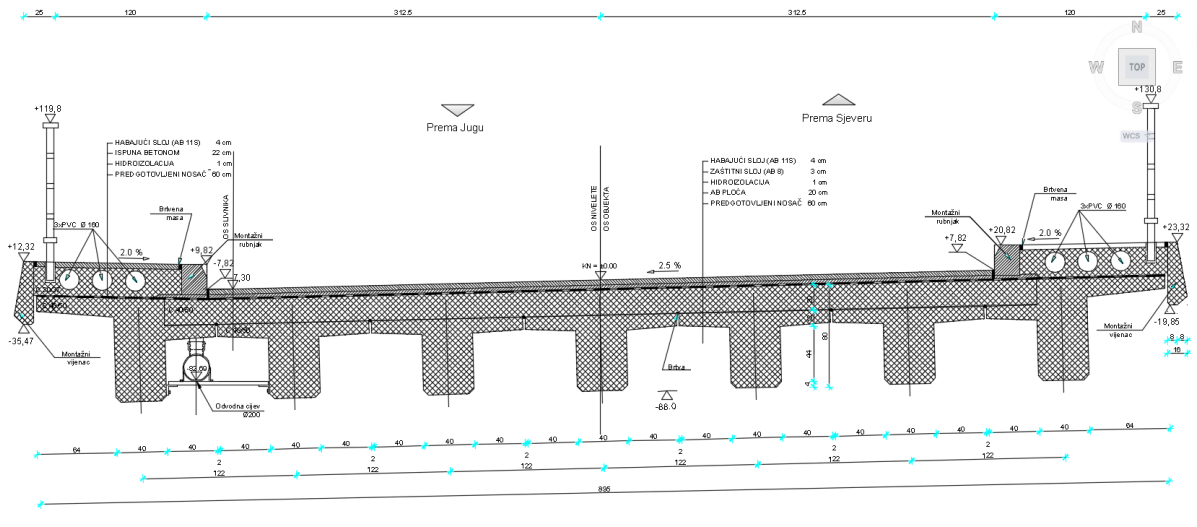 25
120
312.5
312.5
120
25
N
W
TOP
E
S
WCS
+119,8
+130,8
Prema Jugu
Prema Sjeveru
HABAJUĆI SLOJ (AB 11S) 4 cm
ISPUNA BETONOM 22 cm
HIDROIZOLACIJA 1 cm
PREDGOTOVLJENI NOSAČ 60 cm
HABAJUĆI SLOJ (AB 11S) 4 cm
ZAŠTITNI SLOJ (AB 8) 3 cm
HIDROIZOLACIJA 1 cm
AB PLOČA 20 cm
PREDGOTOVLJENI NOSAČ 60 cm
OS SLIVNIKA
OS NIVELETE
OS OBJEKTA
Brtvena
masa
3xPVC Ø 160
Montažni
rubnjak
2.0 %
+12,32
+9,82
-7,82
-7,30
KN = ±0.00
2.5 %
Montažni
rubnjak
Brtvena
masa
3xPVC Ø 160
+7,82
+20,82
2.0 %
+23,32
C 40/50
-35,47
Montažni
vijenac
-82,69
Odvodna cijev
Ø200
Brtva
-88.0
80
44
4
-19,85
Montažni
vijenac
8 8
16
64 40 40 40 40 40 40 40 40 40 40 40 40 40 40 64
2 2 2 2 2 2
122 122 122 122 122 122
895